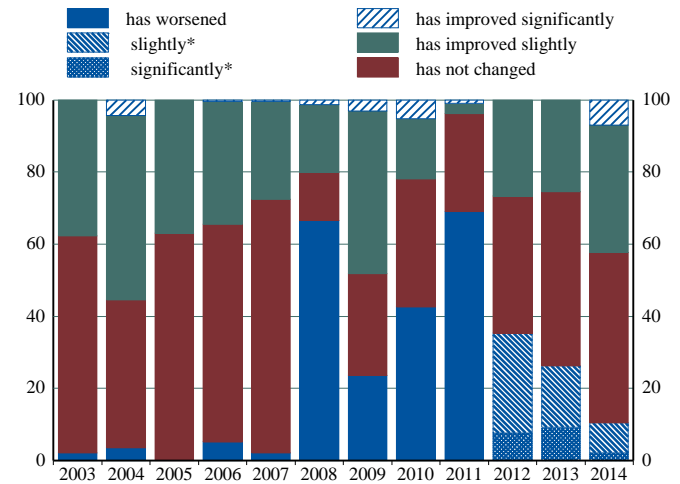 has worsened
slightly*
significantly*
has improved significantly
has improved slightly
has not changed
100 100
80 80
60 60
40 40
20 20
0 0
2003 2004 2005 2006 2007 2008 2009 2010 2011 2012 2013 2014